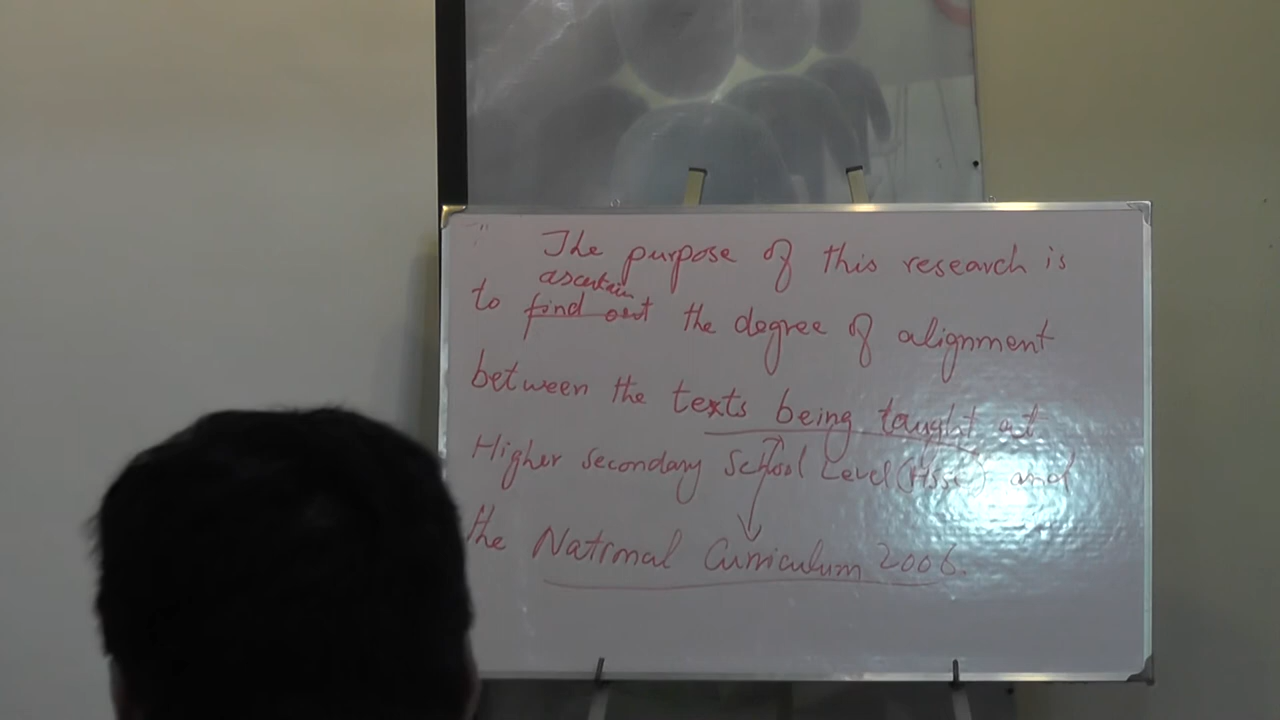 The purpose of this research is
ascertain
to find out the degree of alignment
between the texts being taught at
Higher Secondary School Level (HSSC) and
the National Curriculum 2006.